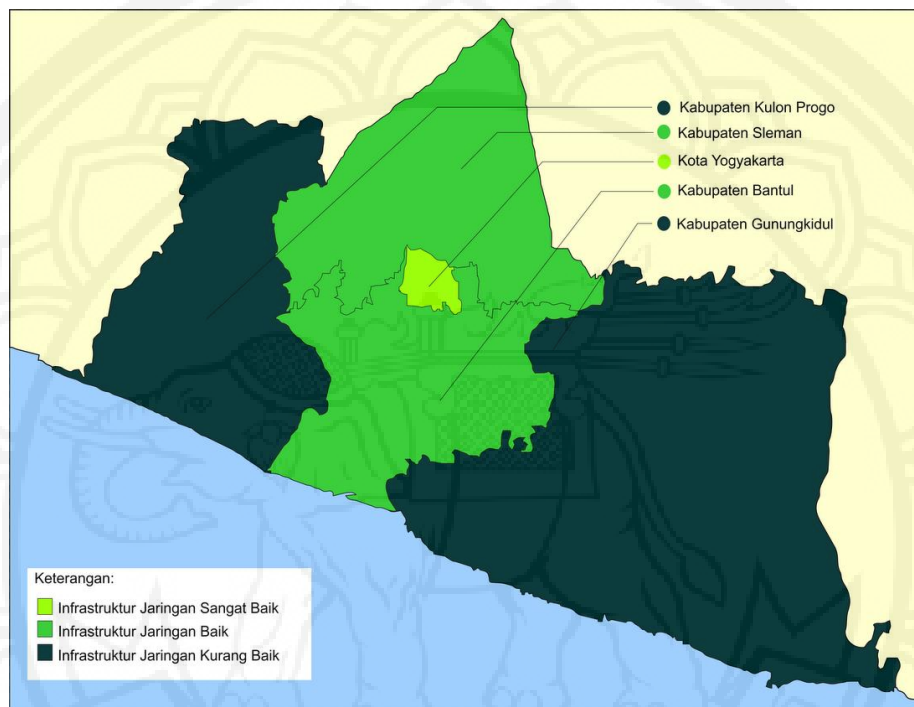 Kabupaten Kulon Progo
Kabupaten Sleman
Kota Yogyakarta
Kabupaten Bantul
Kabupaten Gunungkidul
Keterangan:
Infrastruktur Jaringan Sangat Baik
Infrastruktur Jaringan Baik
Infrastruktur Jaringan Kurang Baik